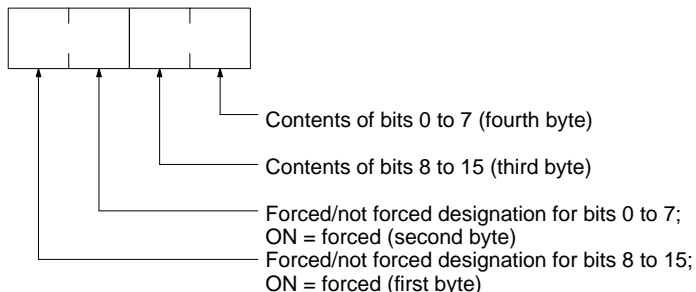 Contents of bits 0 to 7 (fourth byte)
Contents of bits 8 to 15 (third byte)
Forced/not forced designation for bits 0 to 7;
ON = forced (second byte)
Forced/not forced designation for bits 8 to 15;
ON = forced (first byte)